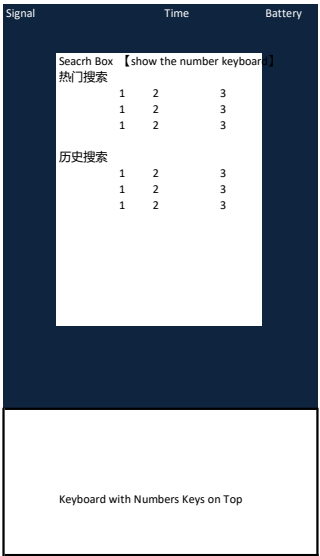 Signal Time Battery
Seacrh Box 【show the number keyboard】
热门搜索
1 2 3
1 2 3
1 2 3
历史搜索
1 2 3
1 2 3
1 2 3
Keyboard with Numbers Keys on Top